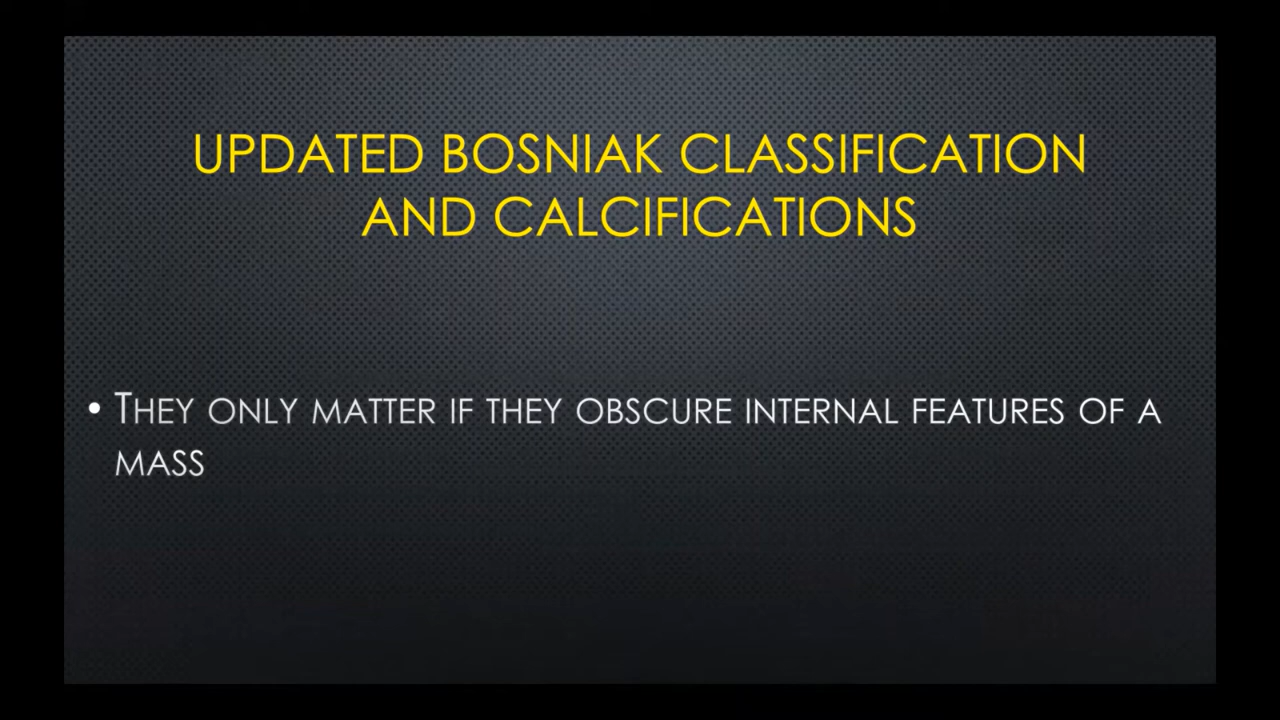 UPDATED BOSNIAK CLASSIFICATION
AND CALCIFICATIONS
• THEY ONLY MATTER IF THEY OBSCURE INTERNAL FEATURES OF A
MASS